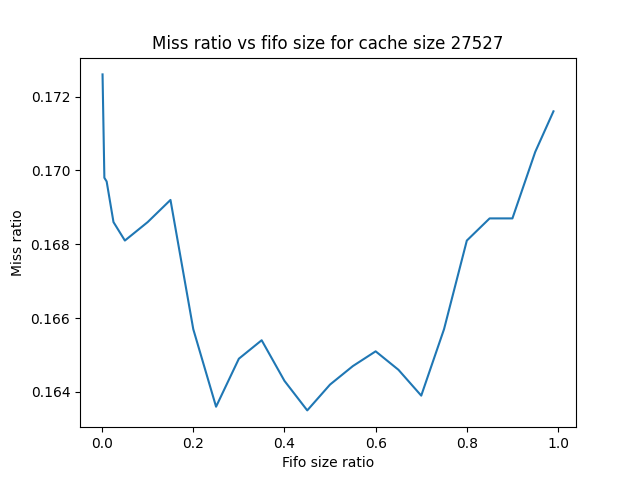 Miss ratio vs fifo size for cache size 27527
0.172
0.170
0.168
0.166
0.164
Miss ratio
0.0 0.2 0.4 0.6 0.8 1.0
Fifo size ratio